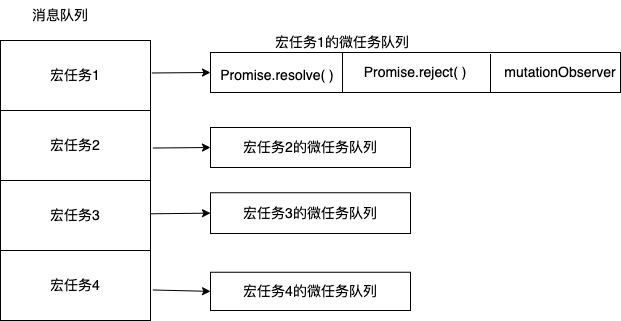 消息队列
宏任务1的微任务队列
宏任务1
Promise.resolve( )
Promise.reject( )
mutationObserver
宏任务2
宏任务2的微任务队列
宏任务3
宏任务3的微任务队列
宏任务4
宏任务4的微任务队列